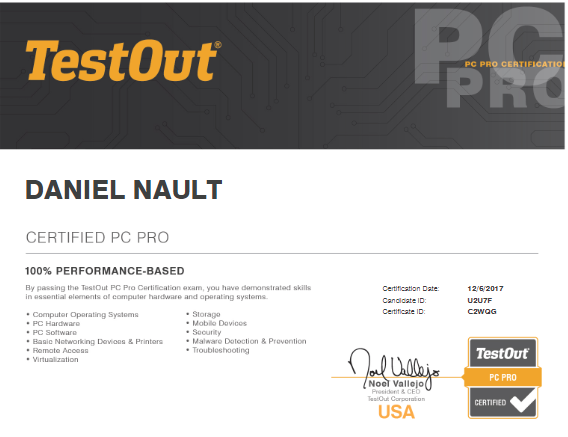 TestOut®
PC
PC PRO CERTIFICATION
PRO
DANIEL NAULT
CERTIFIED PC PRO
100% PERFORMANCE-BASED
By passing the TestOut PC Pro Certification exam, you have demonstrated skills
in essential elements of computer hardware and operating systems.
• Computer Operating Systems
• PC Hardware
• PC Software
• Basic Networking Devices & Printers
• Remote Access
• Virtualization
• Storage
• Mobile Devices
• Security
• Malware Detection & Prevention
• Troubleshooting
Certification Date: 12/6/2017
Candidate ID: U2U7F
Certificate ID: C2WQG
Noel Vallejo
Noel Vallejo
President & CEO
TestOut Corporation
USA
TestOut
PC PRO
CERTIFIED